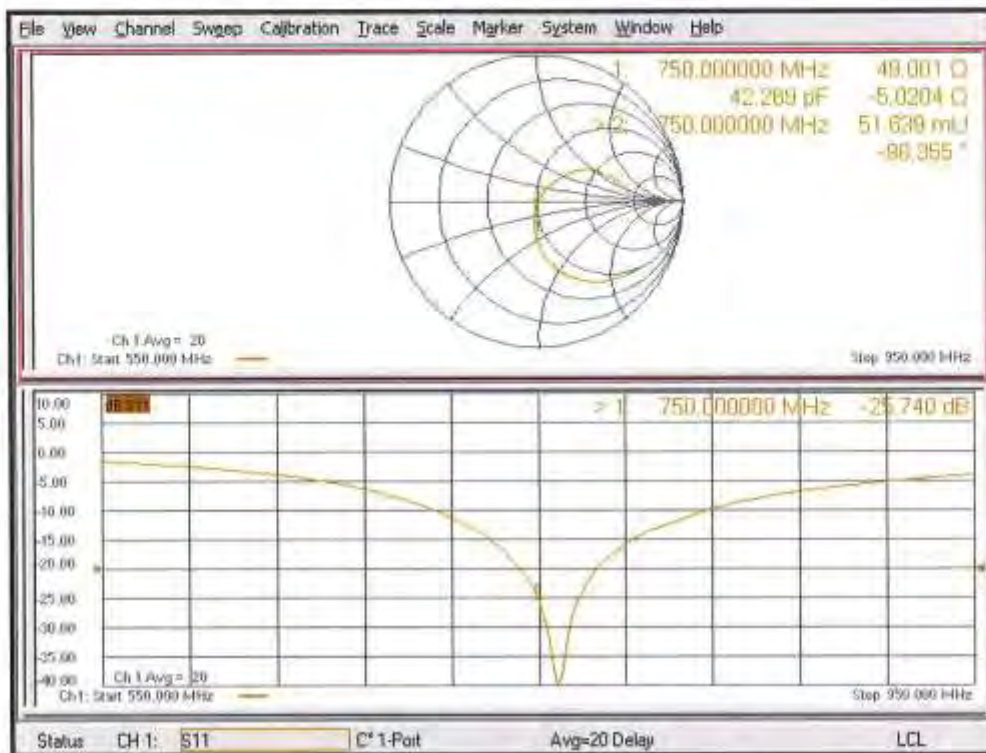 File View Channel Sweep Calibration Trace Scale Marker System Window Help
1: 750.000000 MHz 49.001 Ω
42.269 pF -5.0204 Ω
> 2: 750.000000 MHz 51.639 mU
-96.355 °
Ch 1 Avg = 20
Ch1: Start 550.000 MHz
Stop 950.000 MHz
10.00
dB S11
> 1: 750.000000 MHz -25.740 dB
5.00
0.00
-5.00
-10.00
-15.00
-20.00
-25.00
-30.00
-35.00
-40.00
Ch 1 Avg = 20
Ch1: Start 550.000 MHz
Stop 950.000 MHz
Status CH 1: S11 C* 1-Port Avg=20 Delay LCL